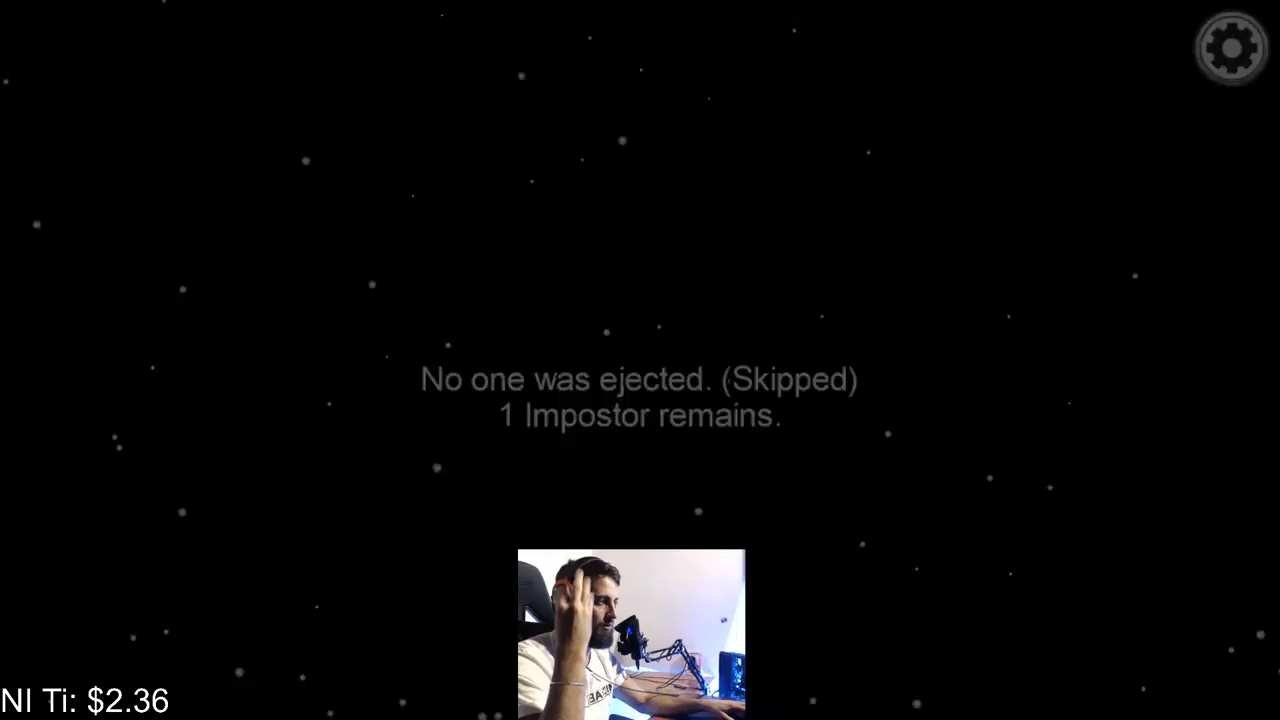 No one was ejected. (Skipped)
1 Impostor remains.
NI Ti: $2.36